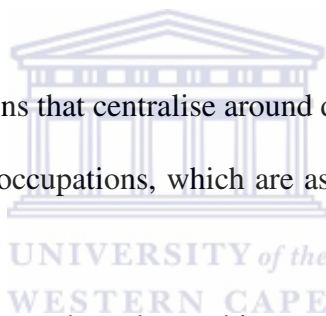 ns that centralise around
occupations, which are as
UNIVERSITY of the
WESTERN CAPE